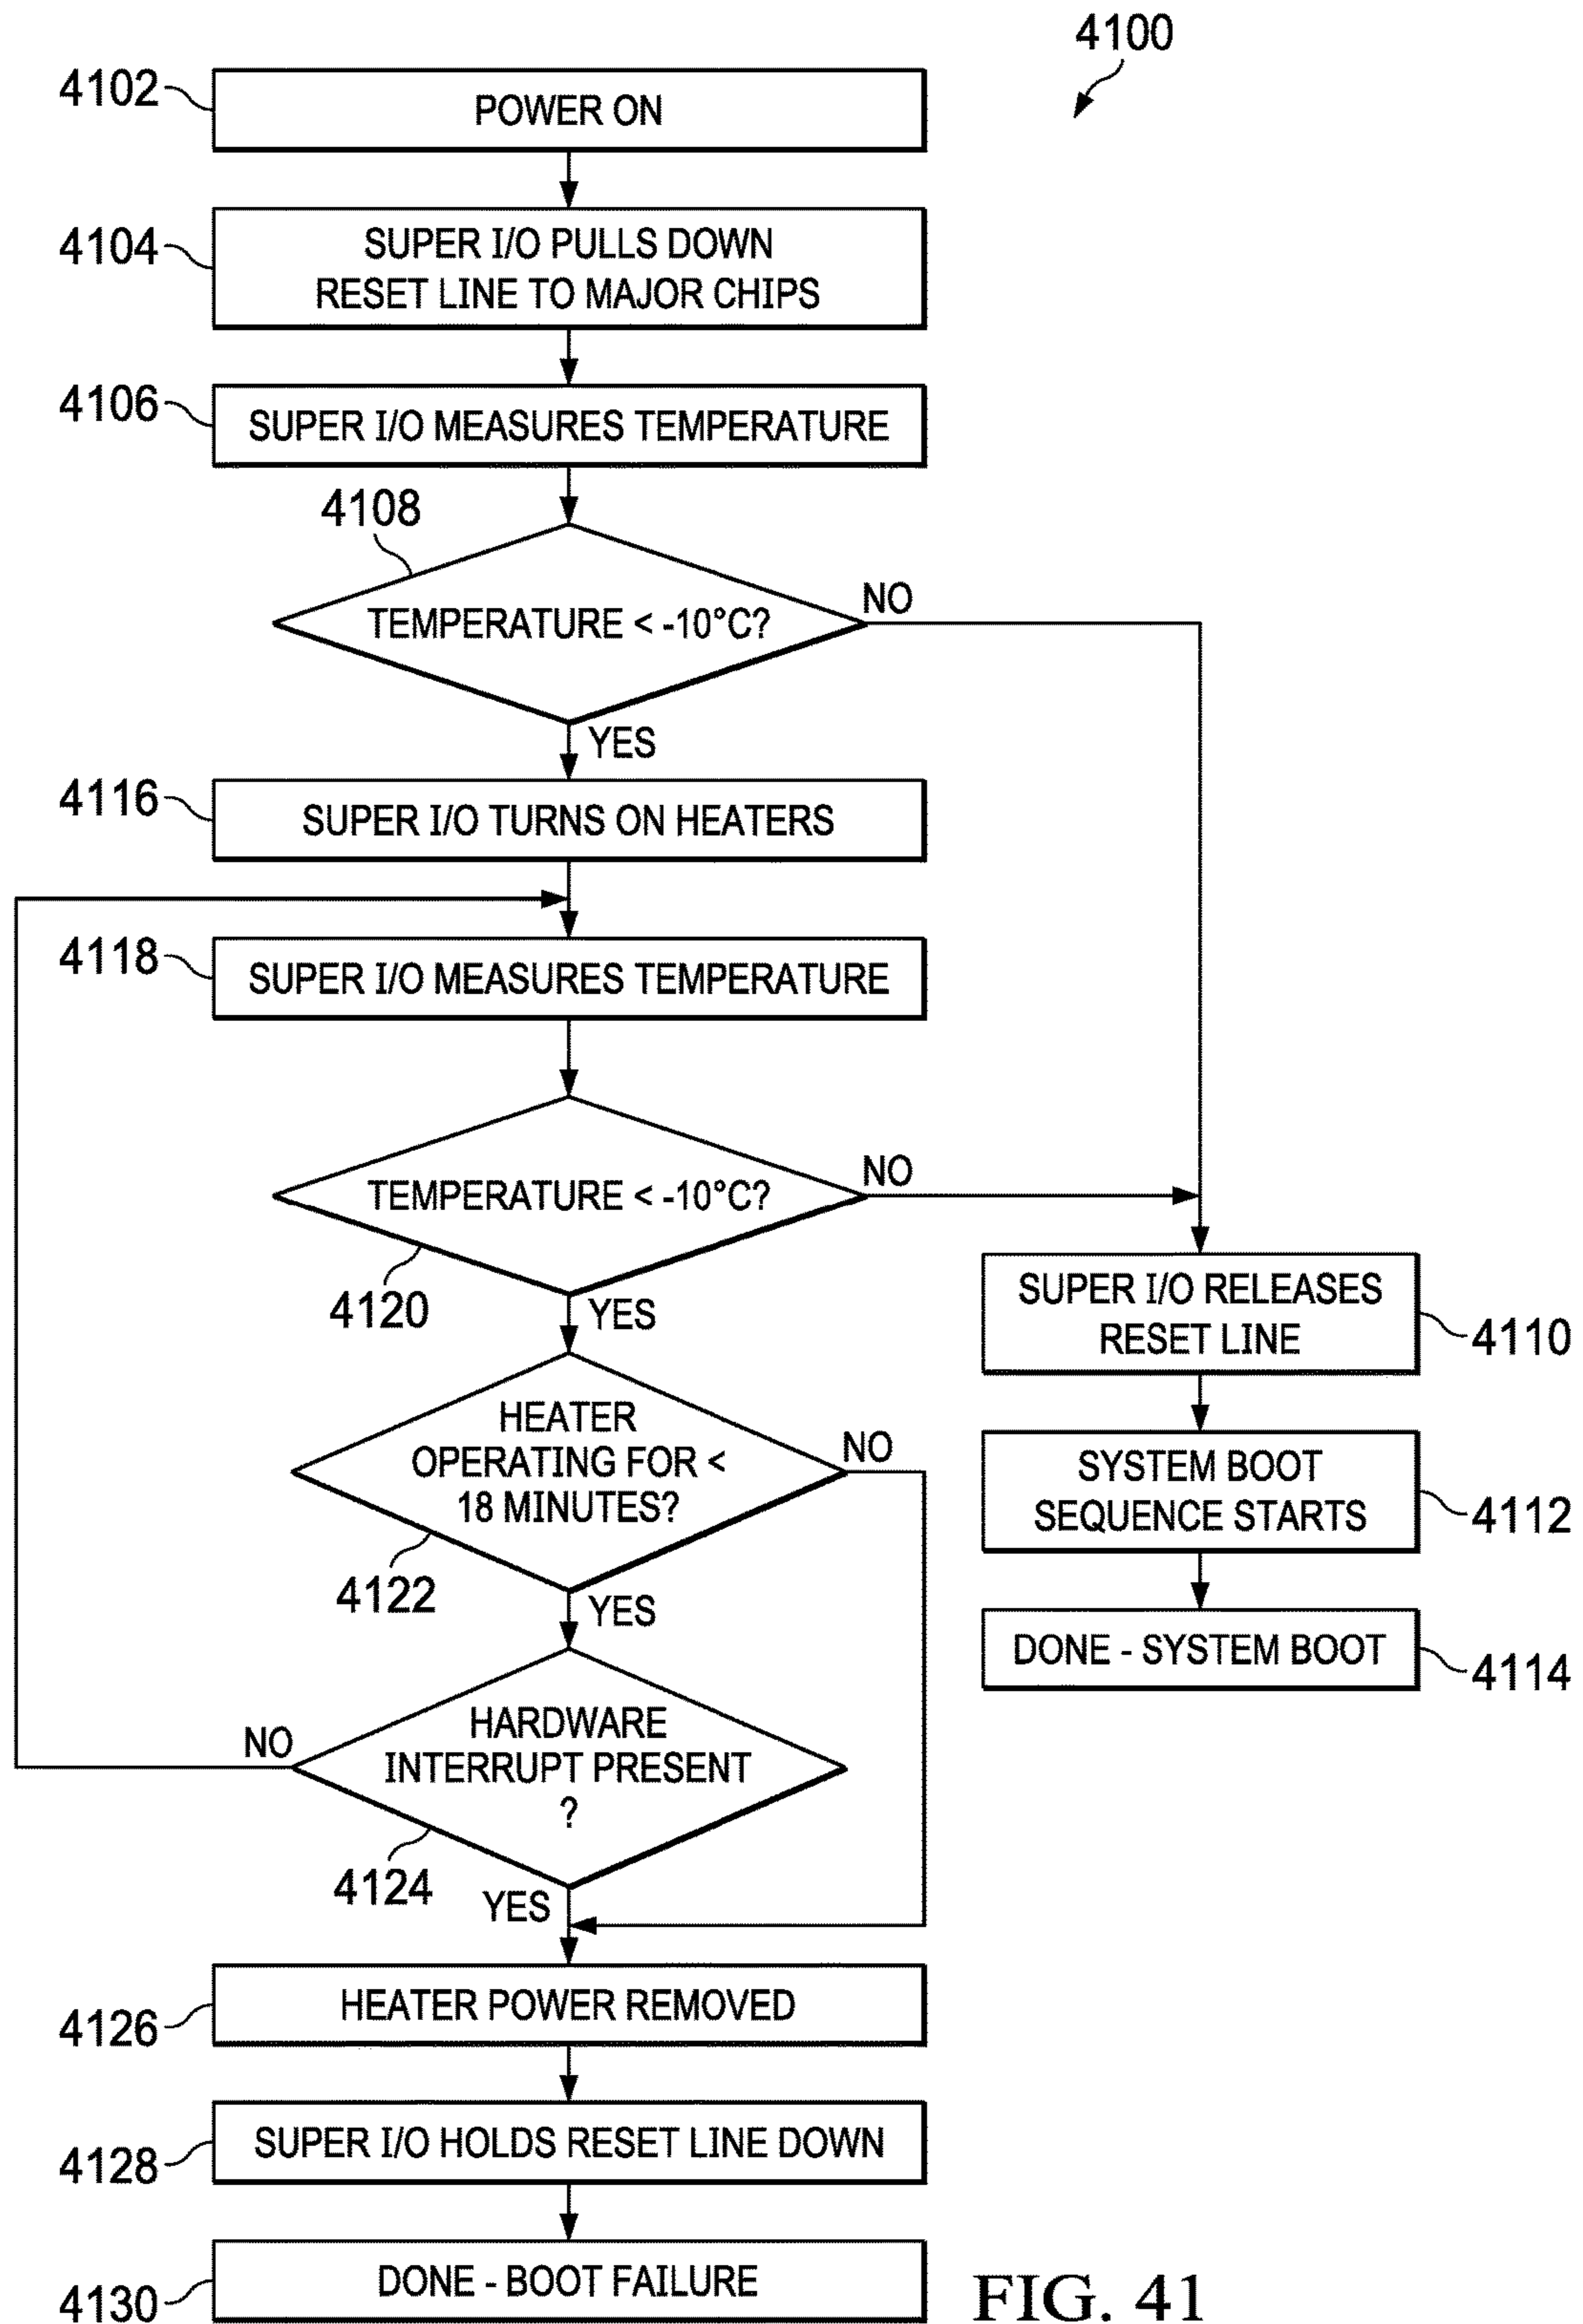 4100
4102
POWER ON
4104
SUPER I/O PULLS DOWN
RESET LINE TO MAJOR CHIPS
4106
SUPER I/O MEASURES TEMPERATURE
4108
TEMPERATURE < -10°C?
NO
YES
4116
SUPER I/O TURNS ON HEATERS
4118
SUPER I/O MEASURES TEMPERATURE
TEMPERATURE < -10°C?
NO
4120
YES
SUPER I/O RELEASES
RESET LINE
4110
HEATER
OPERATING FOR <
18 MINUTES?
NO
4122
YES
SYSTEM BOOT
SEQUENCE STARTS
4112
DONE - SYSTEM BOOT
4114
HARDWARE
INTERRUPT PRESENT
?
NO
4124
YES
4126
HEATER POWER REMOVED
4128
SUPER I/O HOLDS RESET LINE DOWN
4130
DONE - BOOT FAILURE
FIG. 41